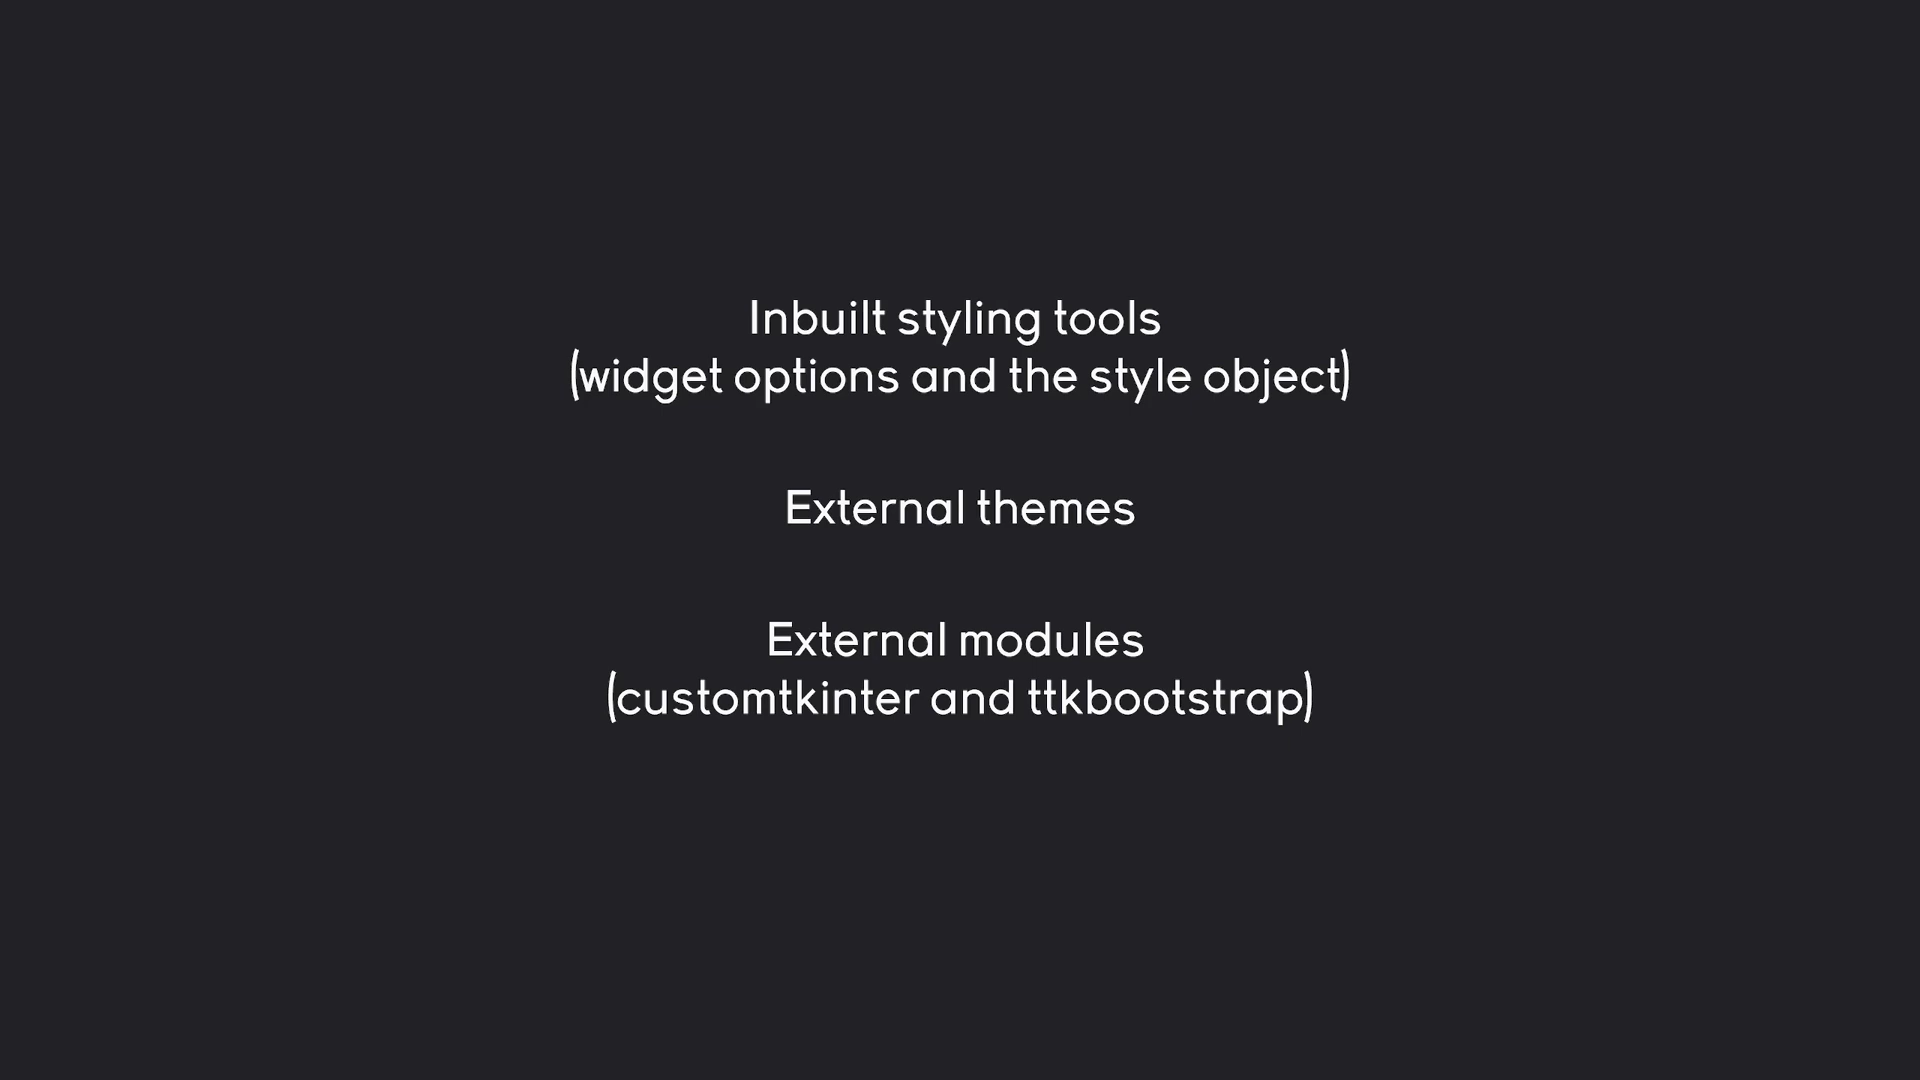 Inbuilt styling tools
(widget options and the style object)
External themes
External modules
(customtkinter and ttkbootstrap)